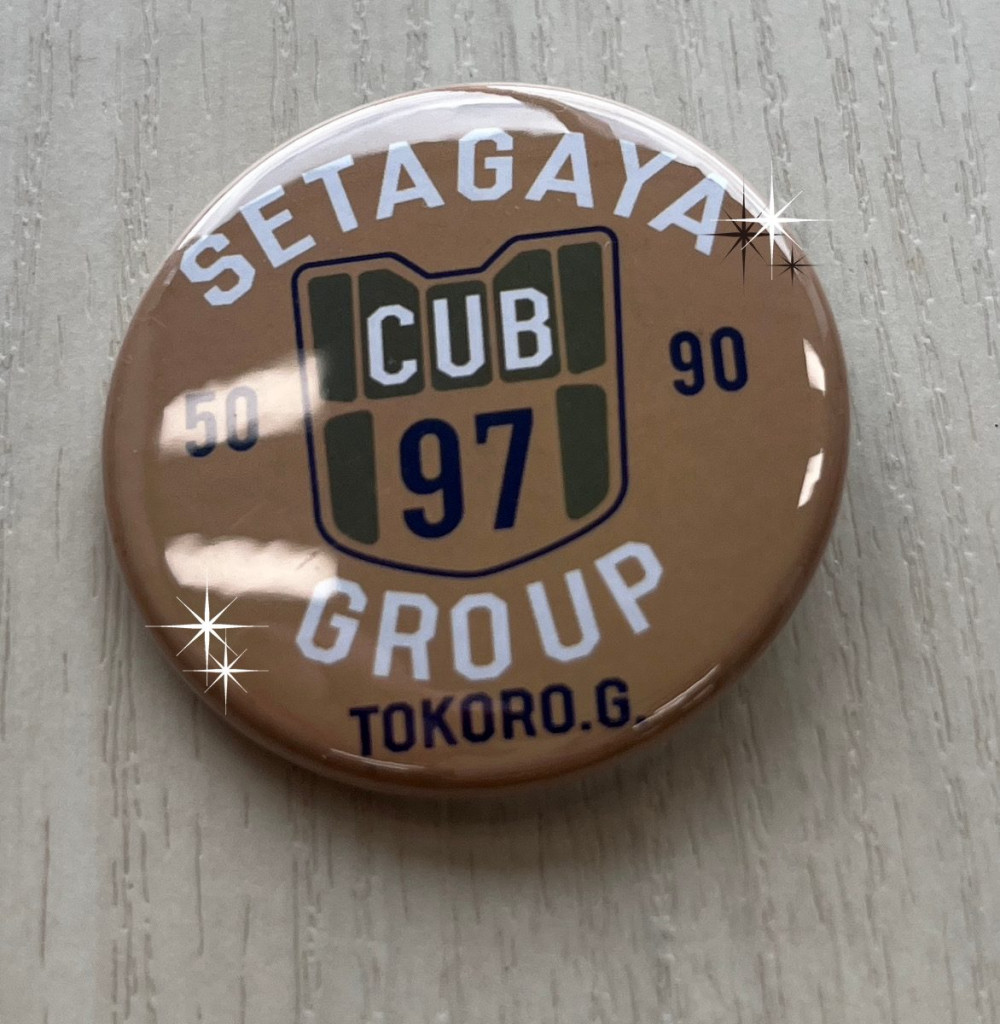 SETAGAYA
CUB
50 97 90
GROUP
TOKORO.G.